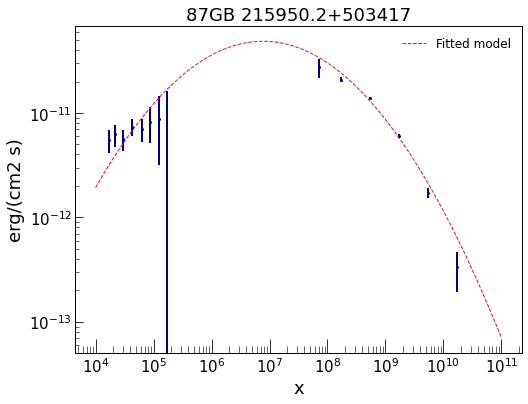 87GB 215950.2+503417
Fitted model
erg/(cm2 s)
10⁻¹¹
10⁻¹²
10⁻¹³
10⁴ 10⁵ 10⁶ 10⁷ 10⁸ 10⁹ 10¹⁰ 10¹¹
x